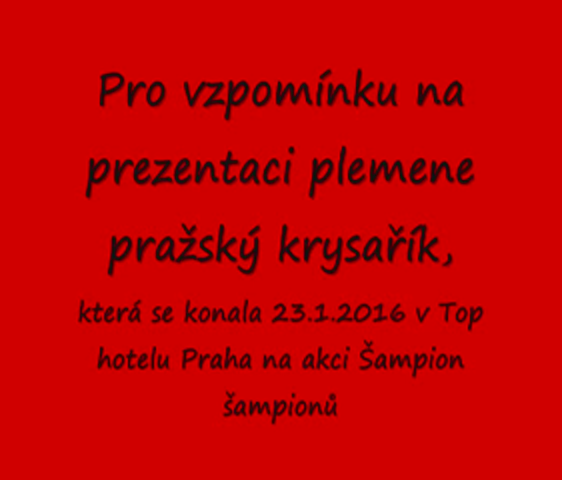 Pro vzpomínku na
prezentaci plemene
pražský krysařík,
která se konala 23.1.2016 v Top
hotelu Praha na akci Šampion
šampionů